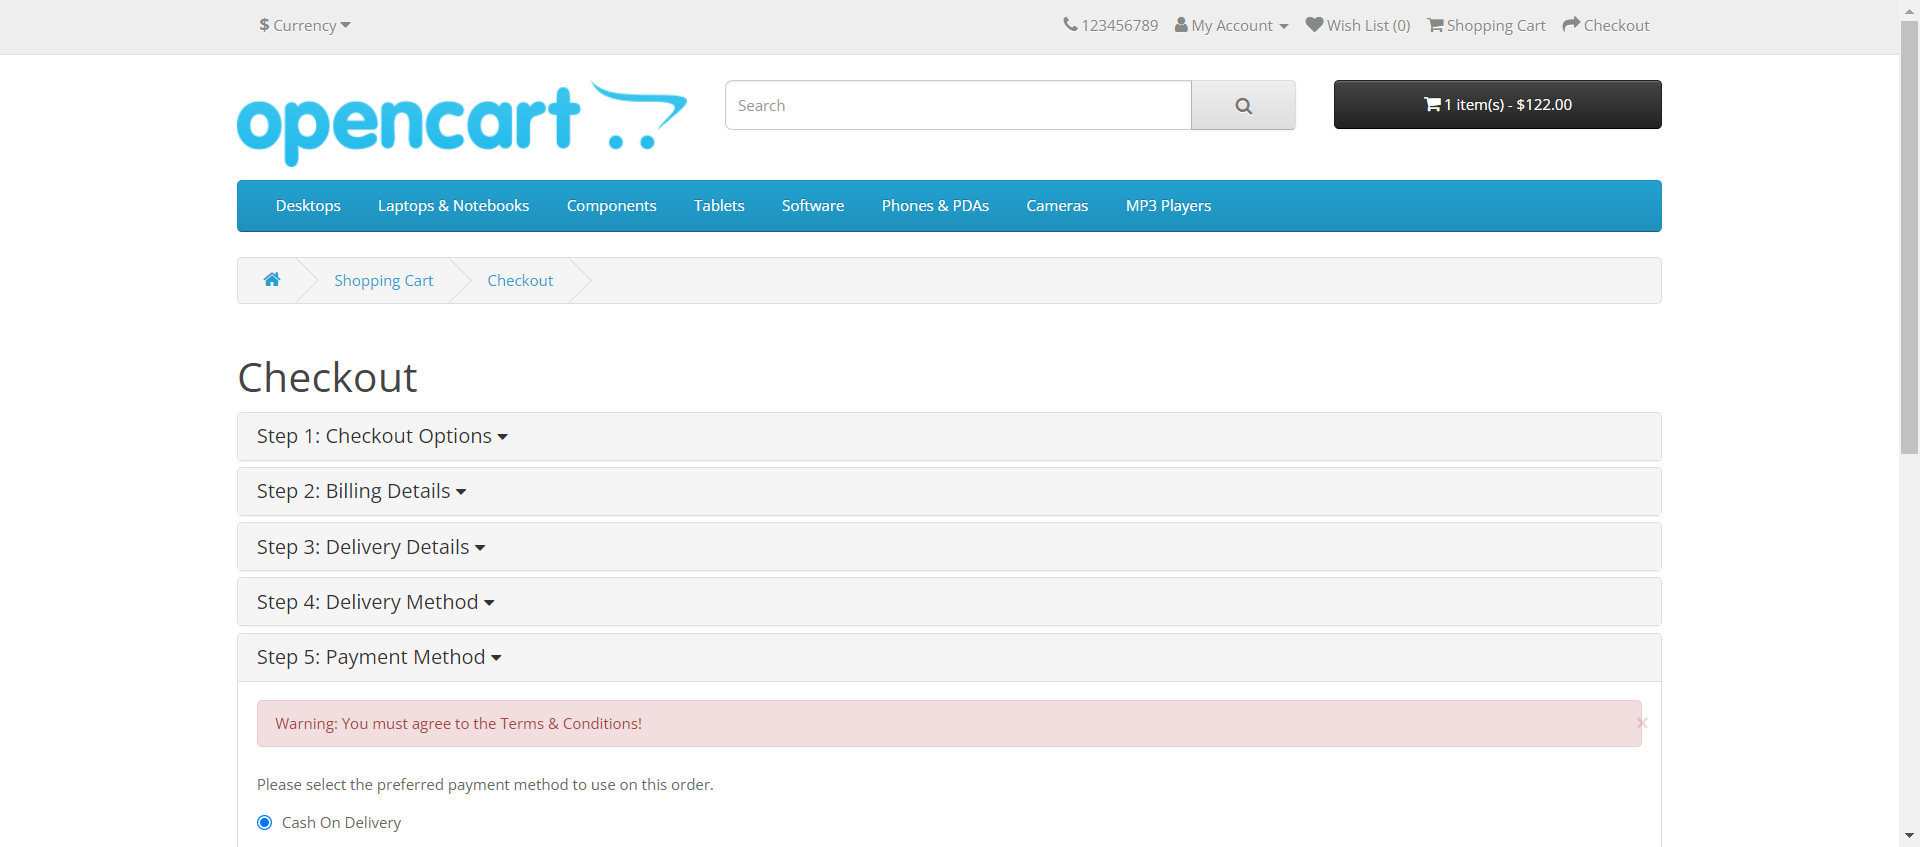 $ Currency
123456789 My Account Wish List (0) Shopping Cart Checkout
opencart
Search
1 item(s) - $122.00
Desktops Laptops & Notebooks Components Tablets Software Phones & PDAs Cameras MP3 Players
Shopping Cart Checkout
Checkout
Step 1: Checkout Options
Step 2: Billing Details
Step 3: Delivery Details
Step 4: Delivery Method
Step 5: Payment Method
Warning: You must agree to the Terms & Conditions!
×
Please select the preferred payment method to use on this order.
Cash On Delivery